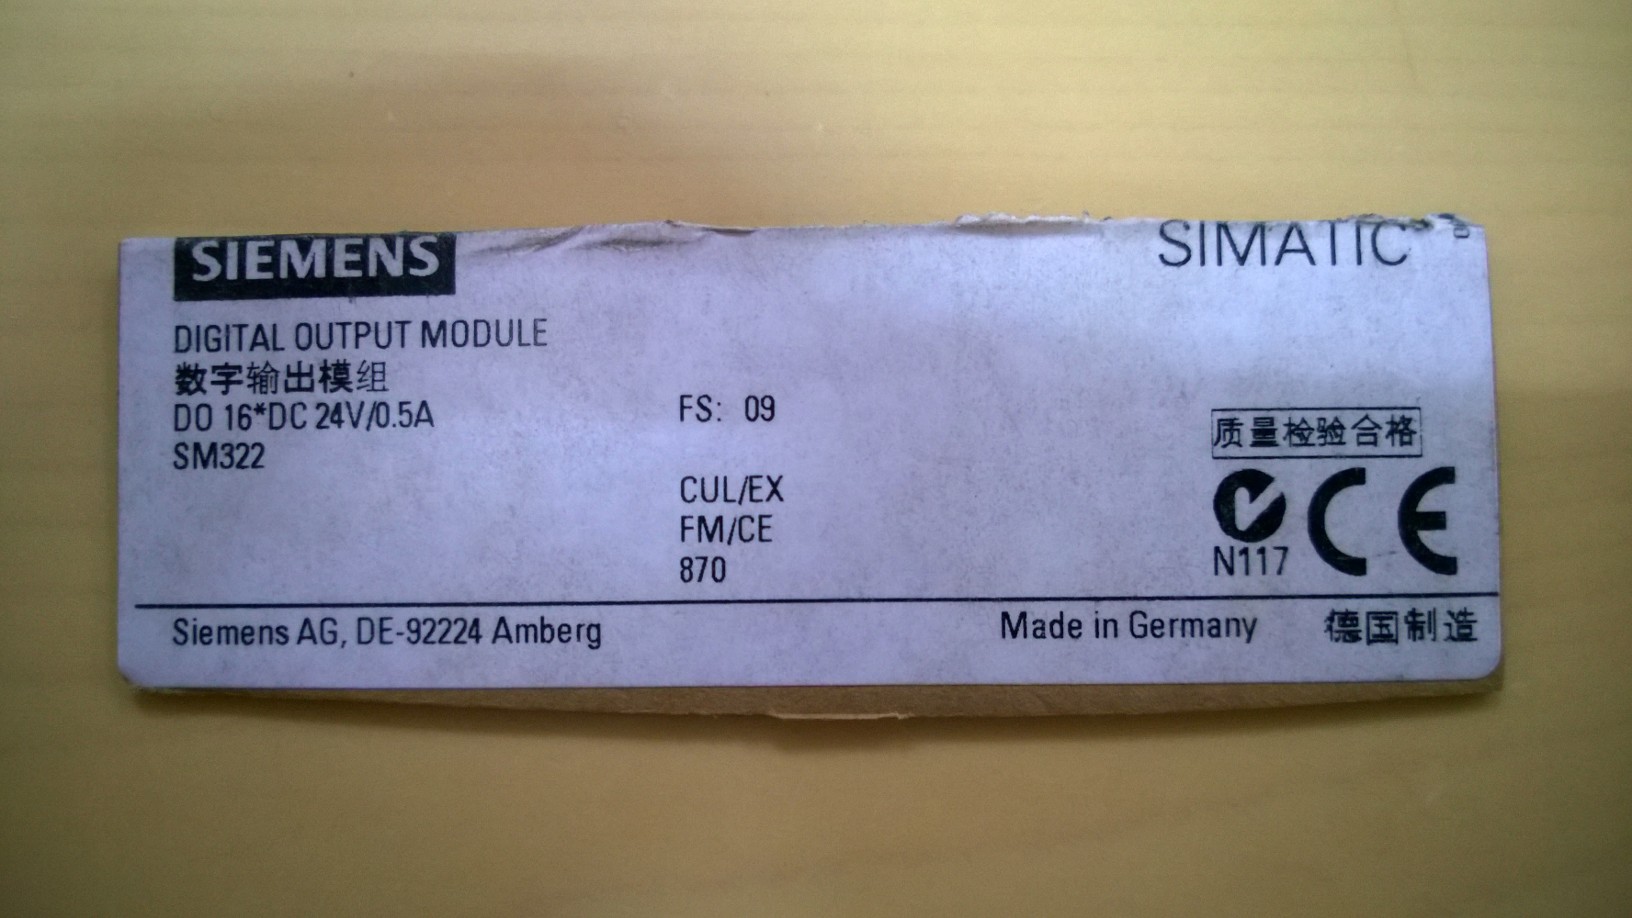 SIEMENS
SIMATIC
DIGITAL OUTPUT MODULE
数字输出模组
DO 16*DC 24V/0.5A
SM322
FS: 09
CUL/EX
FM/CE
870
质量检验合格
N117
CE
Siemens AG, DE-92224 Amberg
Made in Germany
德国制造